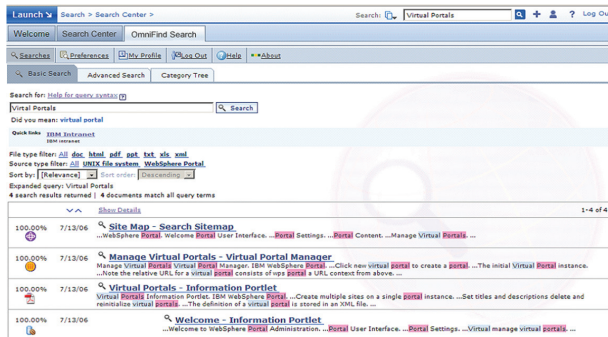 Launch Search > Search Center > Search: Virtual Portals ? Log Ou
Welcome Search Center OmniFind Search
Searches Preferences My Profile Log Out Help About
Basic Search Advanced Search Category Tree
Search for: Help for query syntax ?
Virtal Portals Search
Did you mean: virtual portal
Quick links IBM Intranet
IBM intranet
File type filter: All doc html pdf ppt txt xls xml
Source type filter: All UNIX file system WebSphere Portal
Sort by: [Relevance] Sort order: Descending.
Expanded query: Virtual Portals
4 search results returned | 4 documents match all query terms
Show Details 1-4 of 4
100.00% 7/13/06 Site Map - Search Sitemap
...WebSphere Portal. Welcome Portal User Interface. ...Portal Settings. ...Portal Content. ...Manage Virtual Portals. ...
100.00% 7/13/06 Manage Virtual Portals - Virtual Portal Manager
Manage Virtual Portals Virtual Portal Manager. IBM WebSphere Portal. ...Click new virtual portal to create a portal. ...The initial Virtual Portal instance.
...Note the relative URL for a virtual portal consists of wps portal a URL context from above. ...
100.00% 7/13/06 Virtual Portals - Information Portlet
Virtual Portals Information Portlet. IBM WebSphere Portal. ...Create multiple sites on a single portal instance. ...Set titles and descriptions delete and
reinitialize virtual portals. ...The definition of a virtual portal is stored in an XML file. ...
100.00% 7/13/06 Welcome - Information Portlet
...Welcome to WebSphere Portal Administration. ...Portal User Interface. ...Portal Settings. ...Virtual manage virtual portals. ...